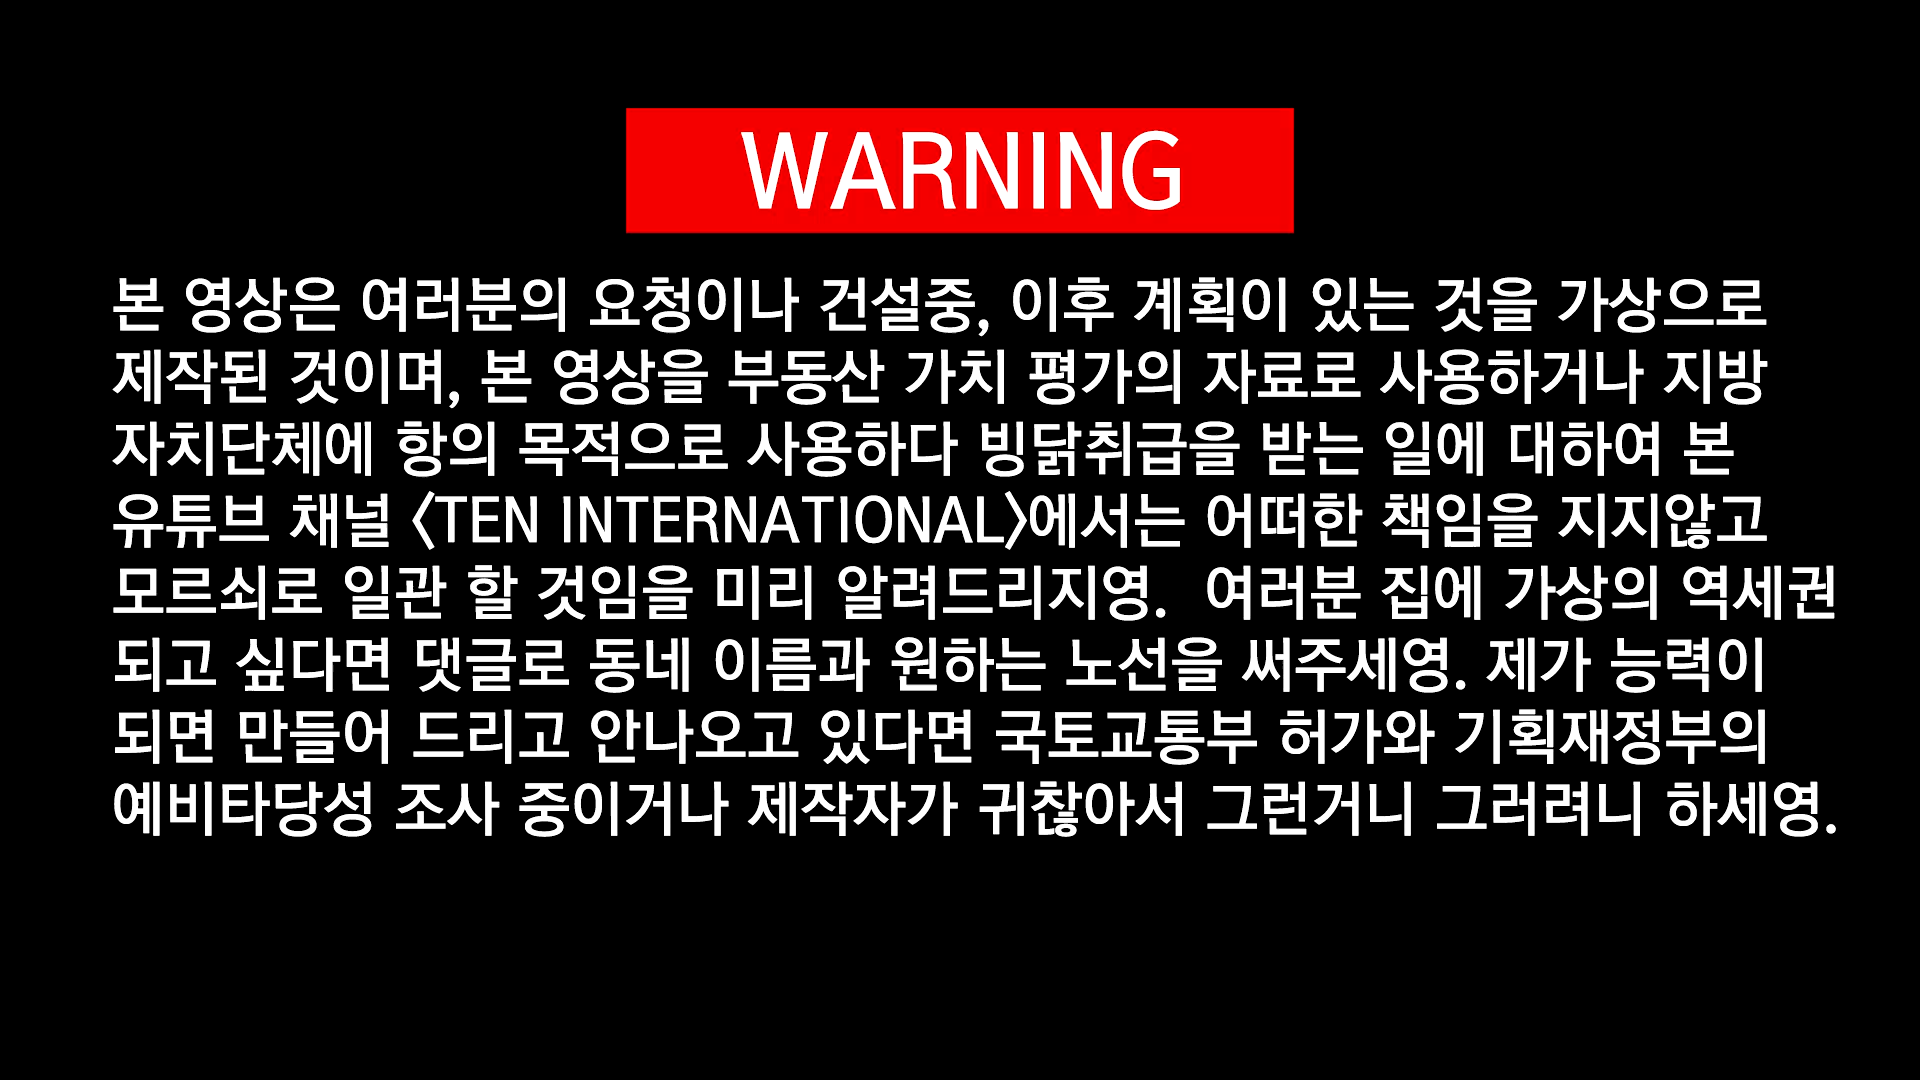 WARNING
본 영상은 여러분의 요청이나 건설중, 이후 계획이 있는 것을 가상으로
제작된 것이며, 본 영상을 부동산 가치 평가의 자료로 사용하거나 지방
자치단체에 항의 목적으로 사용하다 빙닭취급을 받는 일에 대하여 본
유튜브 채널 〈TEN INTERNATIONAL〉에서는 어떠한 책임을 지지않고
모르쇠로 일관 할 것임을 미리 알려드리지영.  여러분 집에 가상의 역세권
되고 싶다면 댓글로 동네 이름과 원하는 노선을 써주세영. 제가 능력이
되면 만들어 드리고 안나오고 있다면 국토교통부 허가와 기획재정부의
예비타당성 조사 중이거나 제작자가 귀찮아서 그런거니 그러려니 하세영.